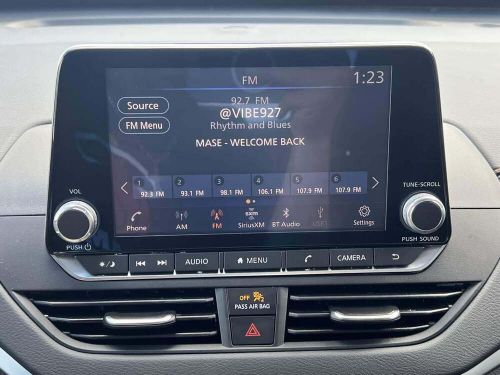 FM
1:23
Source
92.7 FM
@VIBE927
FM Menu
Rhythm and Blues
MASE - WELCOME BACK
1 2 3 4 5 6
92.3 FM 93.1 FM 98.1 FM 106.1 FM 107.9 FM 107.9 FM
VOL
TUNE-SCROLL
Phone AM FM SiriusXM BT Audio USB Settings
PUSH
PUSH SOUND
AUDIO MENU CAMERA
OFF
PASS AIR BAG